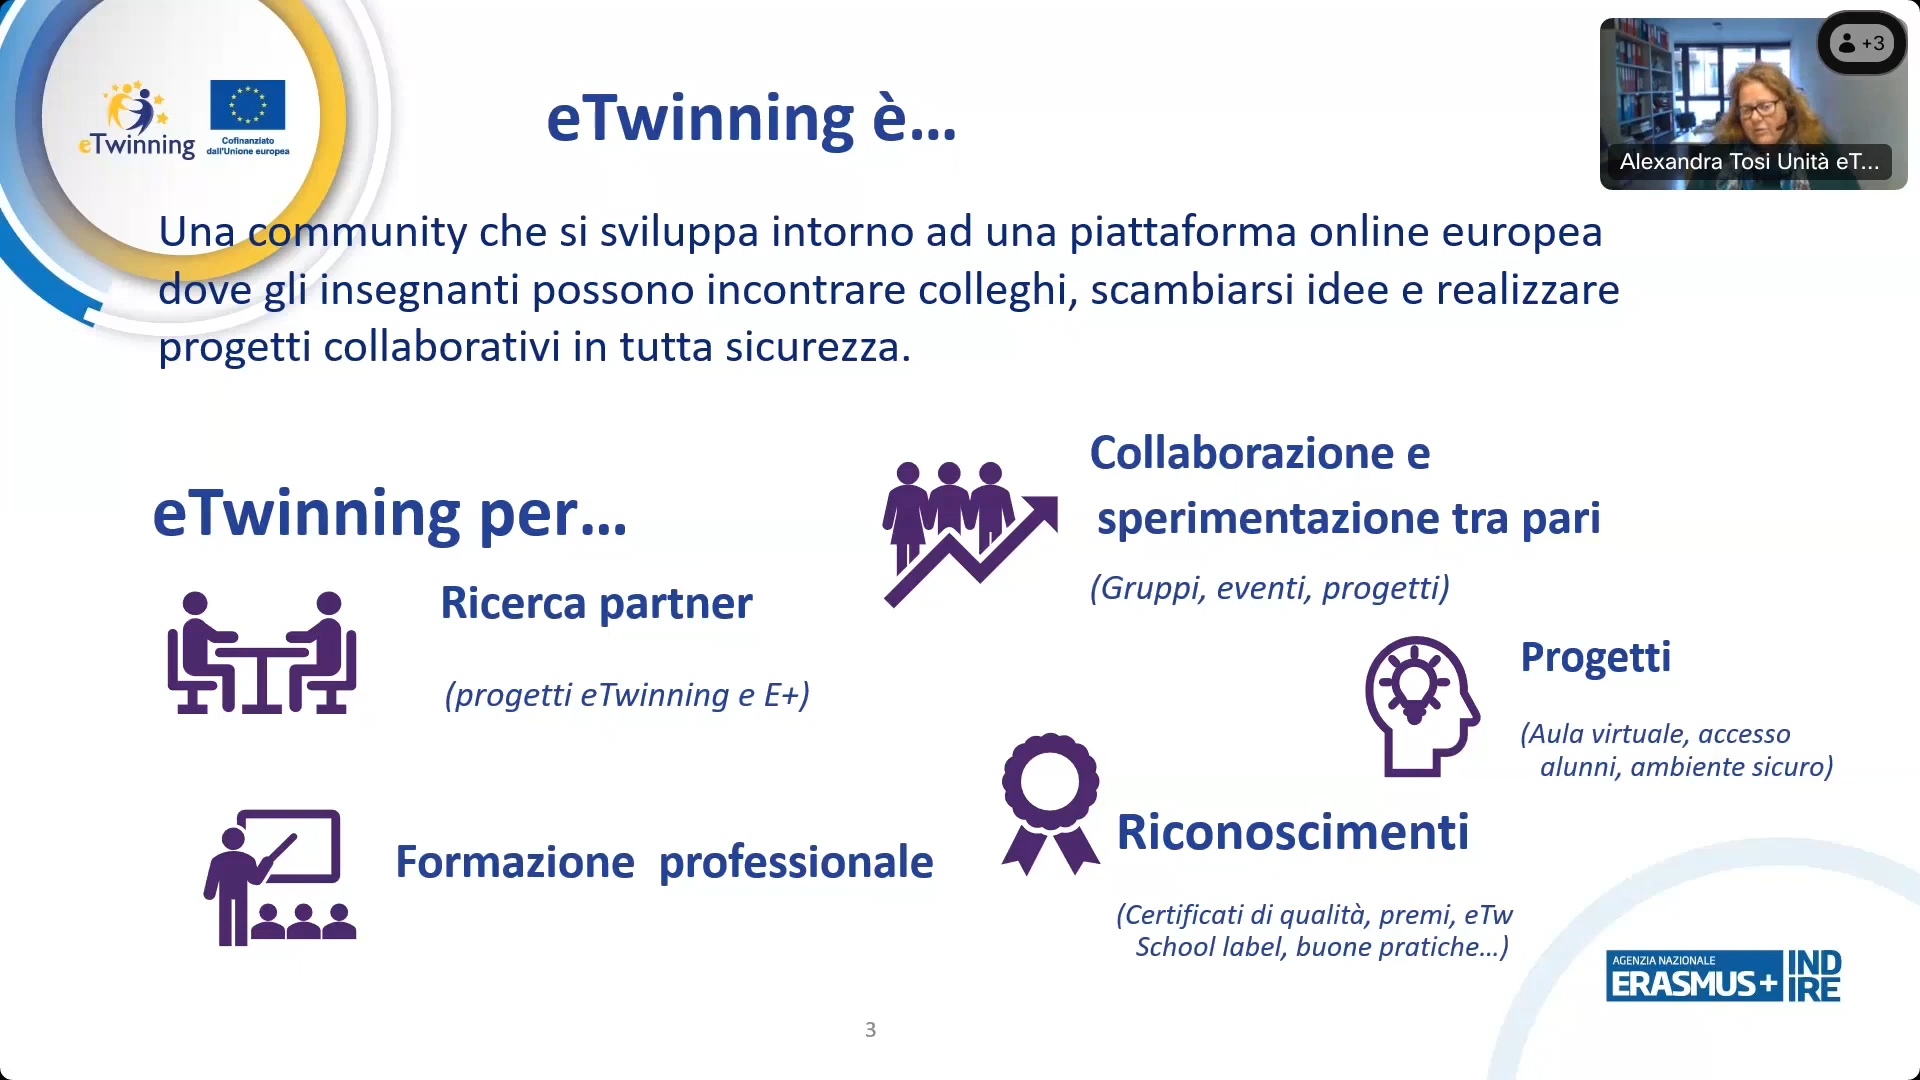 eTwinning
Cofinanziato
dall'Unione europea
eTwinning è...
+3
Alexandra Tosi Unità eT...
Una community che si sviluppa intorno ad una piattaforma online europea
dove gli insegnanti possono incontrare colleghi, scambiarsi idee e realizzare
progetti collaborativi in tutta sicurezza.
eTwinning per...
Collaborazione e
sperimentazione tra pari
(Gruppi, eventi, progetti)
Ricerca partner
(progetti eTwinning e E+)
Progetti
(Aula virtuale, accesso
alunni, ambiente sicuro)
Formazione professionale
Riconoscimenti
(Certificati di qualità, premi, eTw
School label, buone pratiche...)
AGENZIA NAZIONALE
ERASMUS+
IND
IRE
3